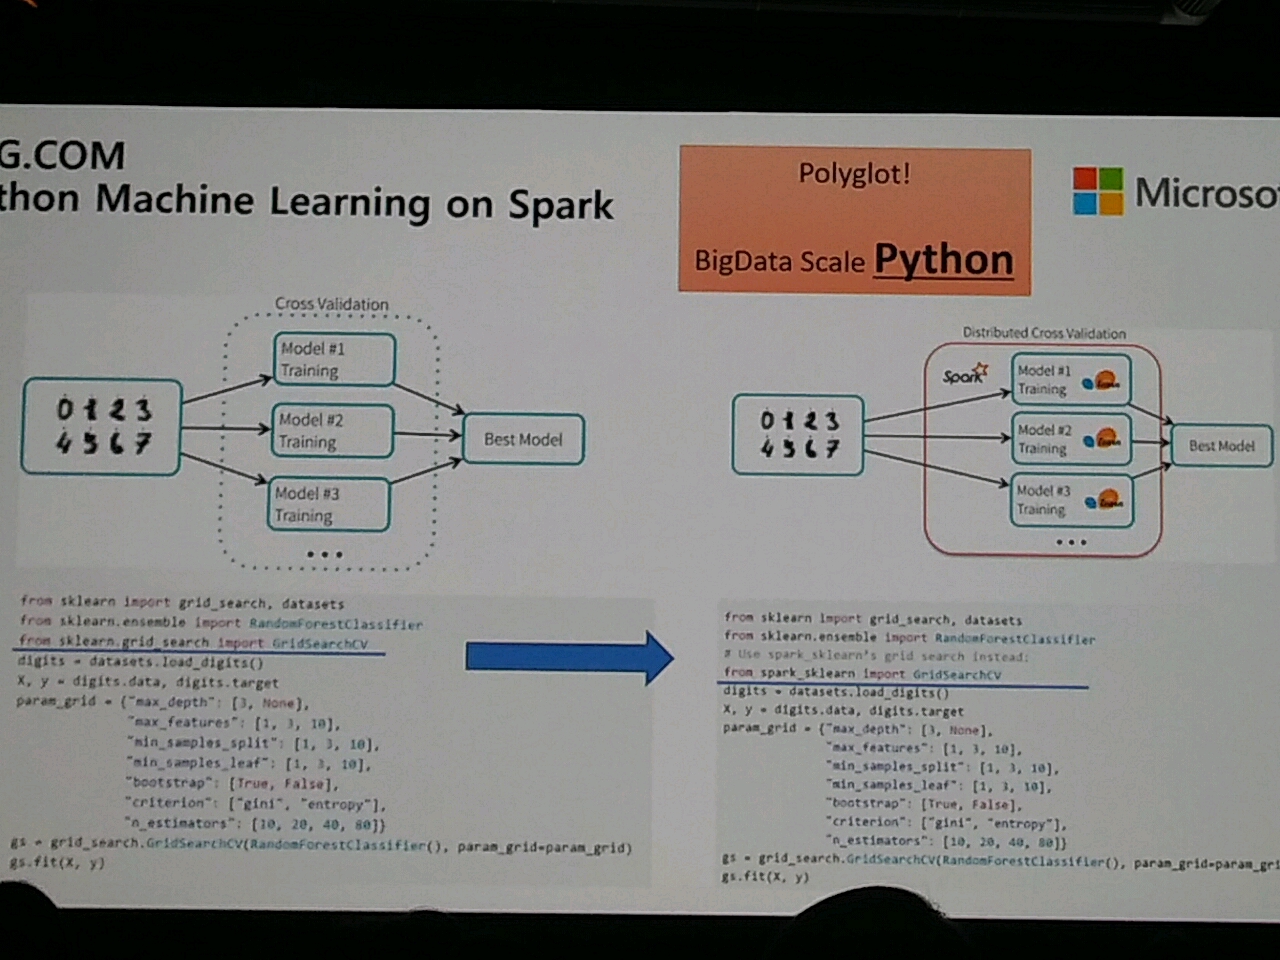 G.COM
thon Machine Learning on Spark
Polyglot!
BigData Scale Python
Microso
Cross Validation
Model #1
Training
Model #2
Training
Model #3
Training
...
0 1 2 3
4 5 6 7
Best Model
Distributed Cross Validation
Spark
Model #1
Training
Model #2
Training
Model #3
Training
...
0 1 2 3
4 5 6 7
Best Model
from sklearn import grid_search, datasets
from sklearn.ensemble import RandomForestClassifier
from sklearn.grid_search import GridSearchCV
digits = datasets.load_digits()
X, y = digits.data, digits.target
param_grid = {"max_depth": [3, None],
"max_features": [1, 3, 10],
"min_samples_split": [1, 3, 10],
"min_samples_leaf": [1, 3, 10],
"bootstrap": [True, False],
"criterion": ["gini", "entropy"],
"n_estimators": [10, 20, 40, 80]}
gs = grid_search.GridSearchCV(RandomForestClassifier(), param_grid=param_grid)
gs.fit(X, y)
from sklearn import grid_search, datasets
from sklearn.ensemble import RandomForestClassifier
# Use spark_sklearn's grid search instead:
from spark_sklearn import GridSearchCV
digits = datasets.load_digits()
X, y = digits.data, digits.target
param_grid = {"max_depth": [3, None],
"max_features": [1, 3, 10],
"min_samples_split": [1, 3, 10],
"min_samples_leaf": [1, 3, 10],
"bootstrap": [True, False],
"criterion": ["gini", "entropy"],
"n_estimators": [10, 20, 40, 80]}
gs = grid_search.GridSearchCV(RandomForestClassifier(), param_grid=param_gri
gs.fit(X, y)